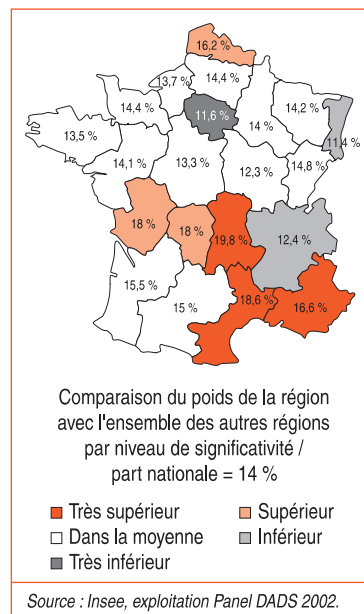 16,2 %
13,7 %
14,4 %
14,4 %
11,6 %
14 %
14,2 %
11,4 %
13,5 %
14,1 %
13,3 %
12,3 %
14,8 %
18 %
18 %
19,8 %
12,4 %
15,5 %
15 %
18,6 %
16,6 %
Comparaison du poids de la région
avec l'ensemble des autres régions
par niveau de significativité /
part nationale = 14 %
Très supérieur
Supérieur
Dans la moyenne
Inférieur
Très inférieur
Source : Insee, exploitation Panel DADS 2002.